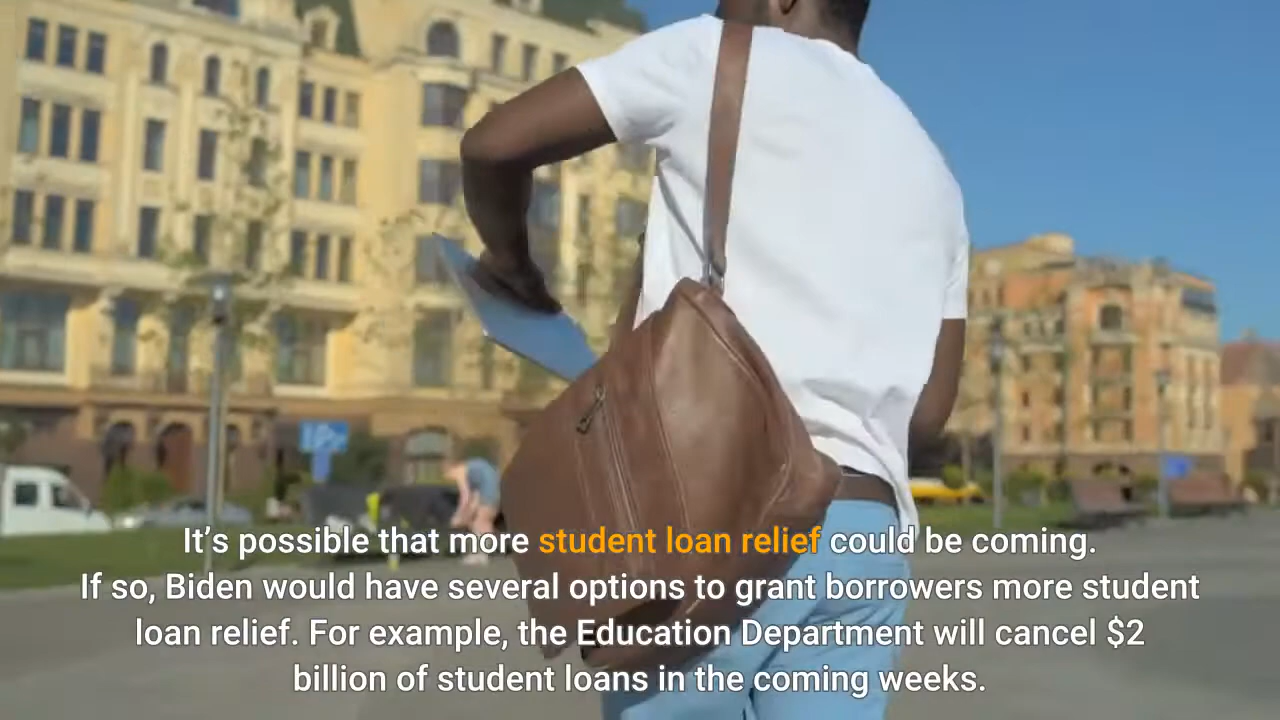 It’s possible that more student loan relief could be coming.
If so, Biden would have several options to grant borrowers more student
loan relief. For example, the Education Department will cancel $2
billion of student loans in the coming weeks.